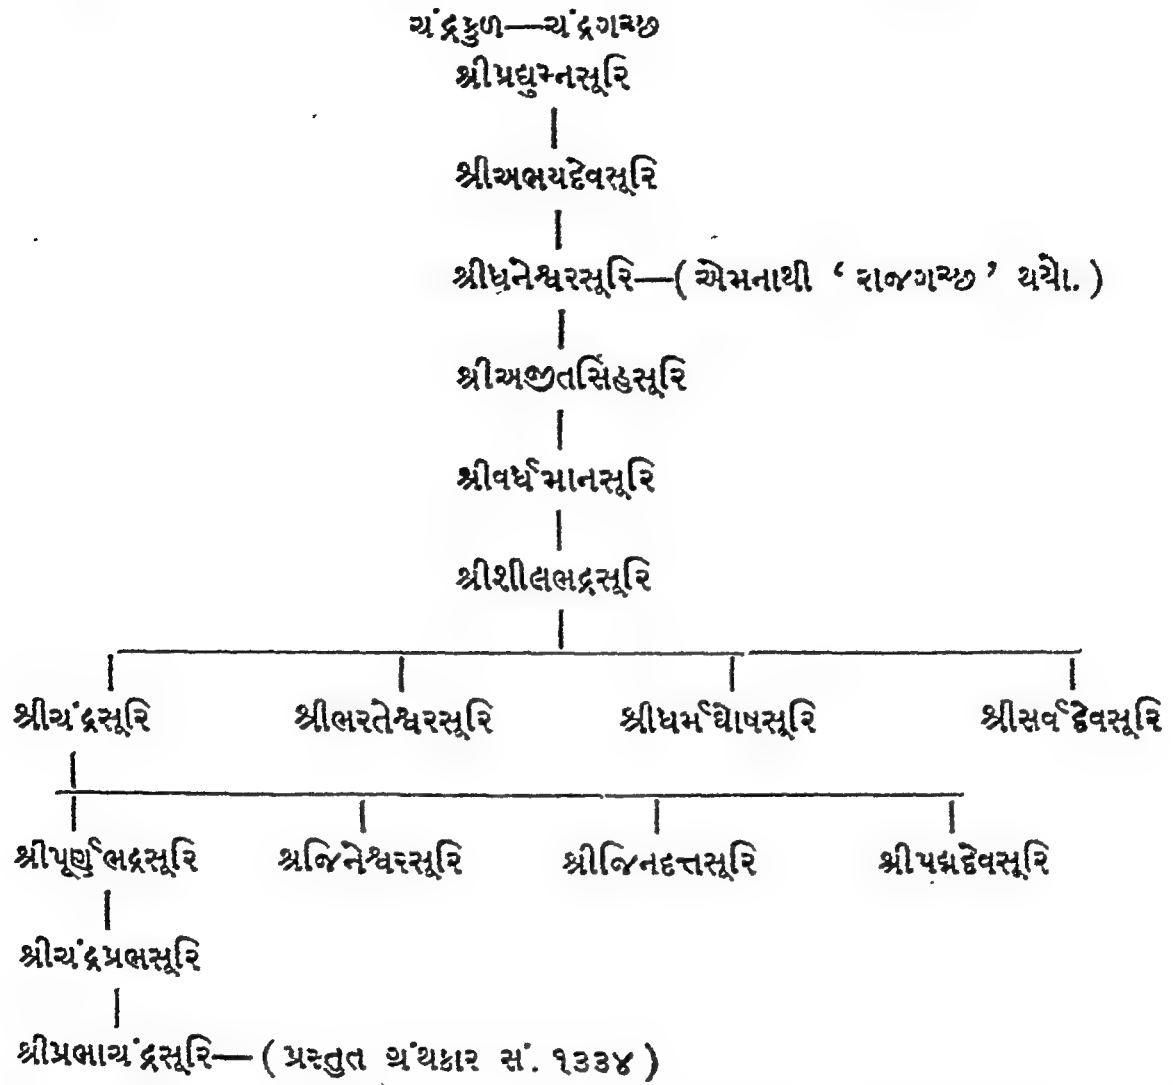 ચંદ્રકુળ—ચંદ્રગચ્છ
શ્રીપ્રદ્યુમ્નસૂરિ
શ્રીઅભયદેવસૂરિ
શ્રીધનેશ્વરસૂરિ—(એમનાથી ‘ રાજગચ્છ ’ થયો.)
શ્રીઅજીતસિંહસૂરિ
શ્રીવર્ધમાનસૂરિ
શ્રીશીલભદ્રસૂરિ
શ્રીચંદ્રસૂરિ શ્રીભરતેશ્વરસૂરિ શ્રીધર્મઘોષસૂરિ શ્રીસર્વદેવસૂરિ
શ્રીપૂર્ણભદ્રસૂરિ શ્રજિનેશ્વરસૂરિ શ્રીજિનદત્તસૂરિ શ્રીપદ્મદેવસૂરિ
શ્રીચંદ્રપ્રભસૂરિ
શ્રીપ્રભાચંદ્રસૂરિ—( પ્રસ્તુત ગ્રંથકાર સં. ૧૩૩૪ )